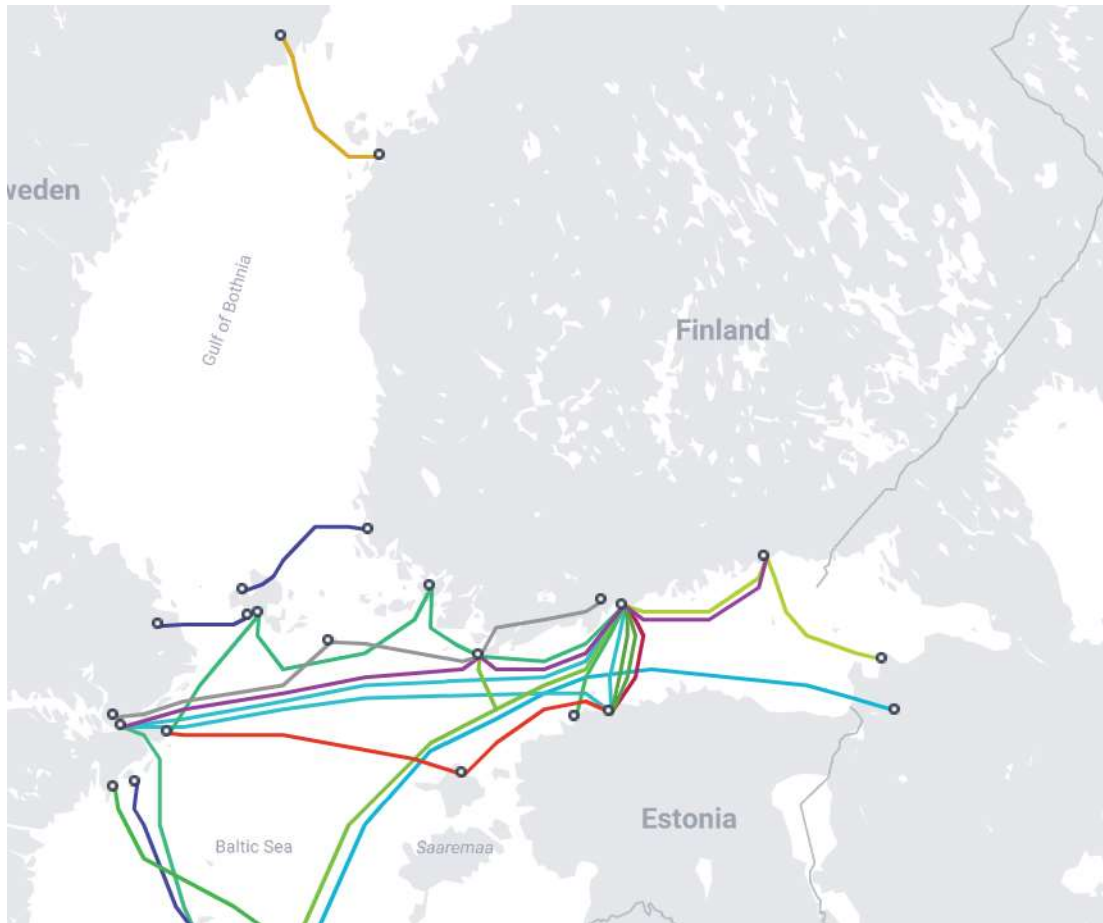 weden
Gulf of Bothnia
Finland
Estonia
Baltic Sea
Saaremaa